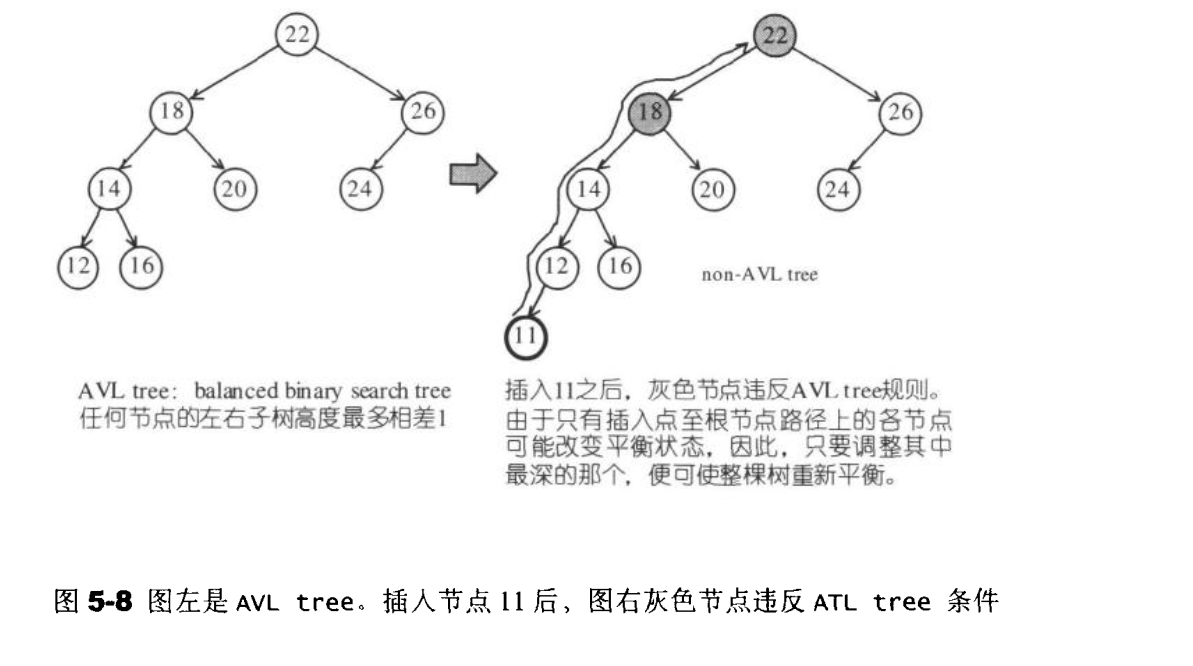 22
22
18
26
18
26
14
20
24
14
20
24
12
16
12
16
non-AVL tree
11
AVL tree: balanced binary search tree
任何节点的左右子树高度最多相差1
插入11之后，灰色节点违反AVL tree规则。
由于只有插入点至根节点路径上的各节点
可能改变平衡状态，因此，只要调整其中
最深的那个，便可使整棵树重新平衡。
图 5-8 图左是 AVL tree。插人节点 11 后，图右灰色节点违反 ATL tree 条件